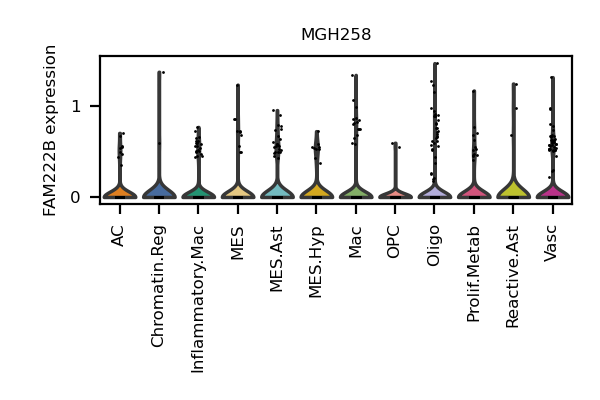 MGH258
FAM222B expression
1
0
AC
Chromatin.Reg
Inflammatory.Mac
MES
MES.Ast
MES.Hyp
Mac
OPC
Oligo
Prolif.Metab
Reactive.Ast
Vasc